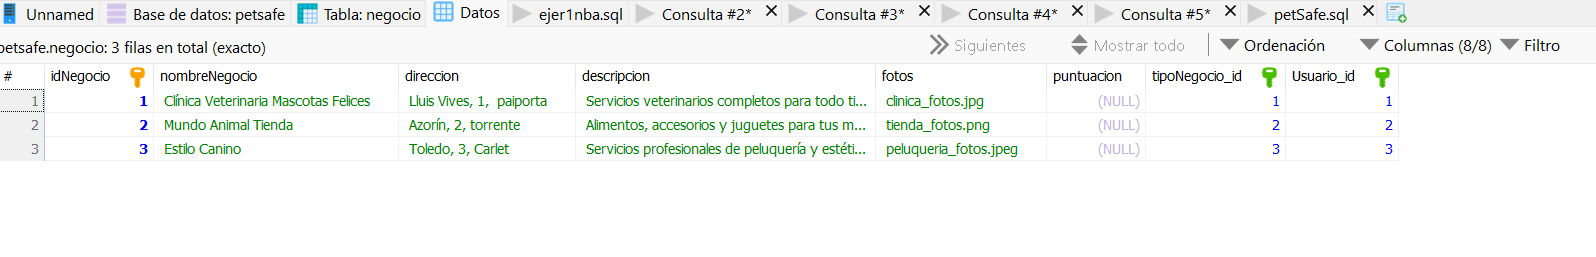 Unnamed Base de datos: petsafe Tabla: negocio Datos ejer1nba.sql Consulta #2* Consulta #3* Consulta #4* Consulta #5* petSafe.sql
petsafe.negocio: 3 filas en total (exacto) Siguientes Mostrar todo Ordenación Columnas (8/8) Filtro
# idNegocio nombreNegocio direccion descripcion fotos puntuacion tipoNegocio_id Usuario_id
1 1 Clínica Veterinaria Mascotas Felices Lluis Vives, 1, paiporta Servicios veterinarios completos para todo ti... clinica_fotos.jpg (NULL) 1 1
2 2 Mundo Animal Tienda Azorín, 2, torrente Alimentos, accesorios y juguetes para tus m... tienda_fotos.png (NULL) 2 2
3 3 Estilo Canino Toledo, 3, Carlet Servicios profesionales de peluquería y estéti... peluqueria_fotos.jpeg (NULL) 3 3